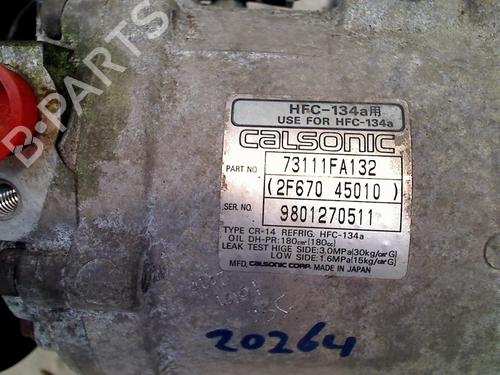 B-PARTS
HFC-134a用
USE FOR HFC-134a
CALSONIC
PART NO. 73111FA132
(2F670 45010)
SER. NO. 9801270511
TYPE CR-14 REFRIG. HFC-134a
OIL DH-PR:180cm³(180cc)
LEAK TEST HIGE SIDE:3.0MPa(30kg/cm²G)
LOW SIDE:1.6MPa(15kg/cm²G)
MFD. CALSONIC CORP. MADE IN JAPAN
20264